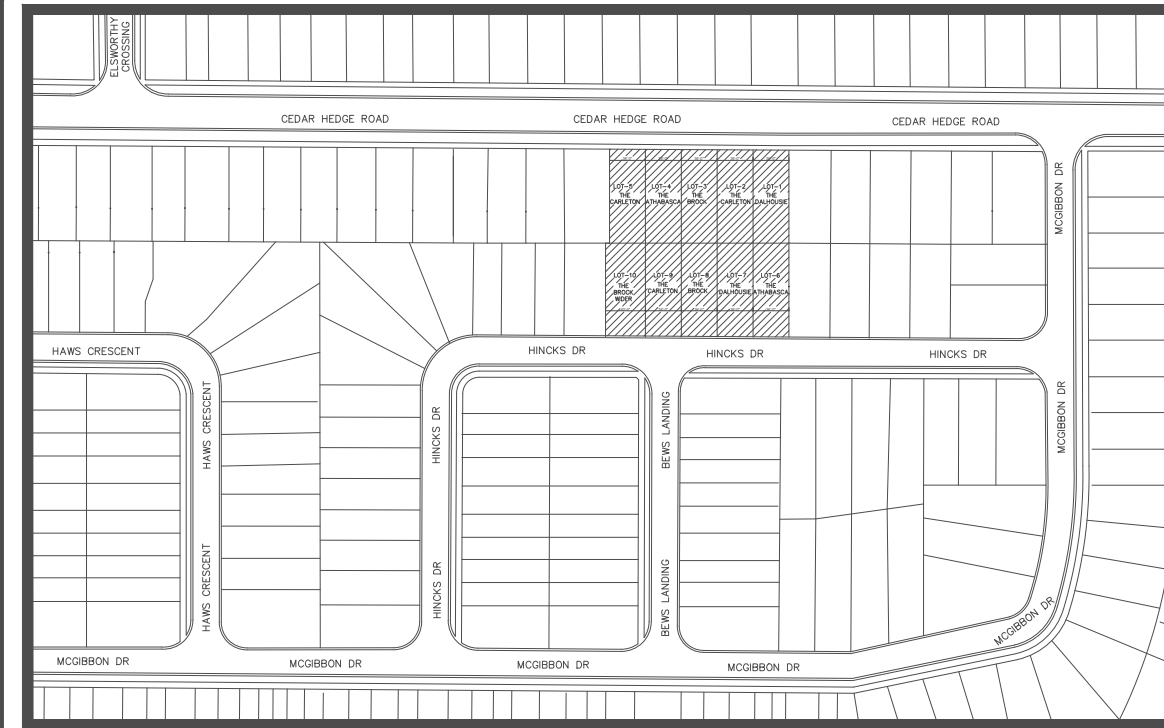 ELSWORTHY
CROSSING
CEDAR HEDGE ROAD
CEDAR HEDGE ROAD
CEDAR HEDGE ROAD
MCGIBBON DR
LOT-5
THE
CARLETON
LOT-4
THE
ATHABASCA
LOT-3
THE
BROCK
LOT-2
THE
CARLETON
LOT-1
THE
DALHOUSIE
LOT-10
THE
BROCK
WIDER
LOT-9
THE
CARLETON
LOT-8
THE
BROCK
LOT-7
THE
DALHOUSIE
LOT-6
THE
ATHABASCA
HAWS CRESCENT
HINCKS DR
HINCKS DR
HINCKS DR
HAWS CRESCENT
HINCKS DR
BEWS LANDING
MCGIBBON DR
HAWS CRESCENT
HINCKS DR
BEWS LANDING
MCGIBBON DR
MCGIBBON DR
MCGIBBON DR
MCGIBBON DR
MCGIBBON DR